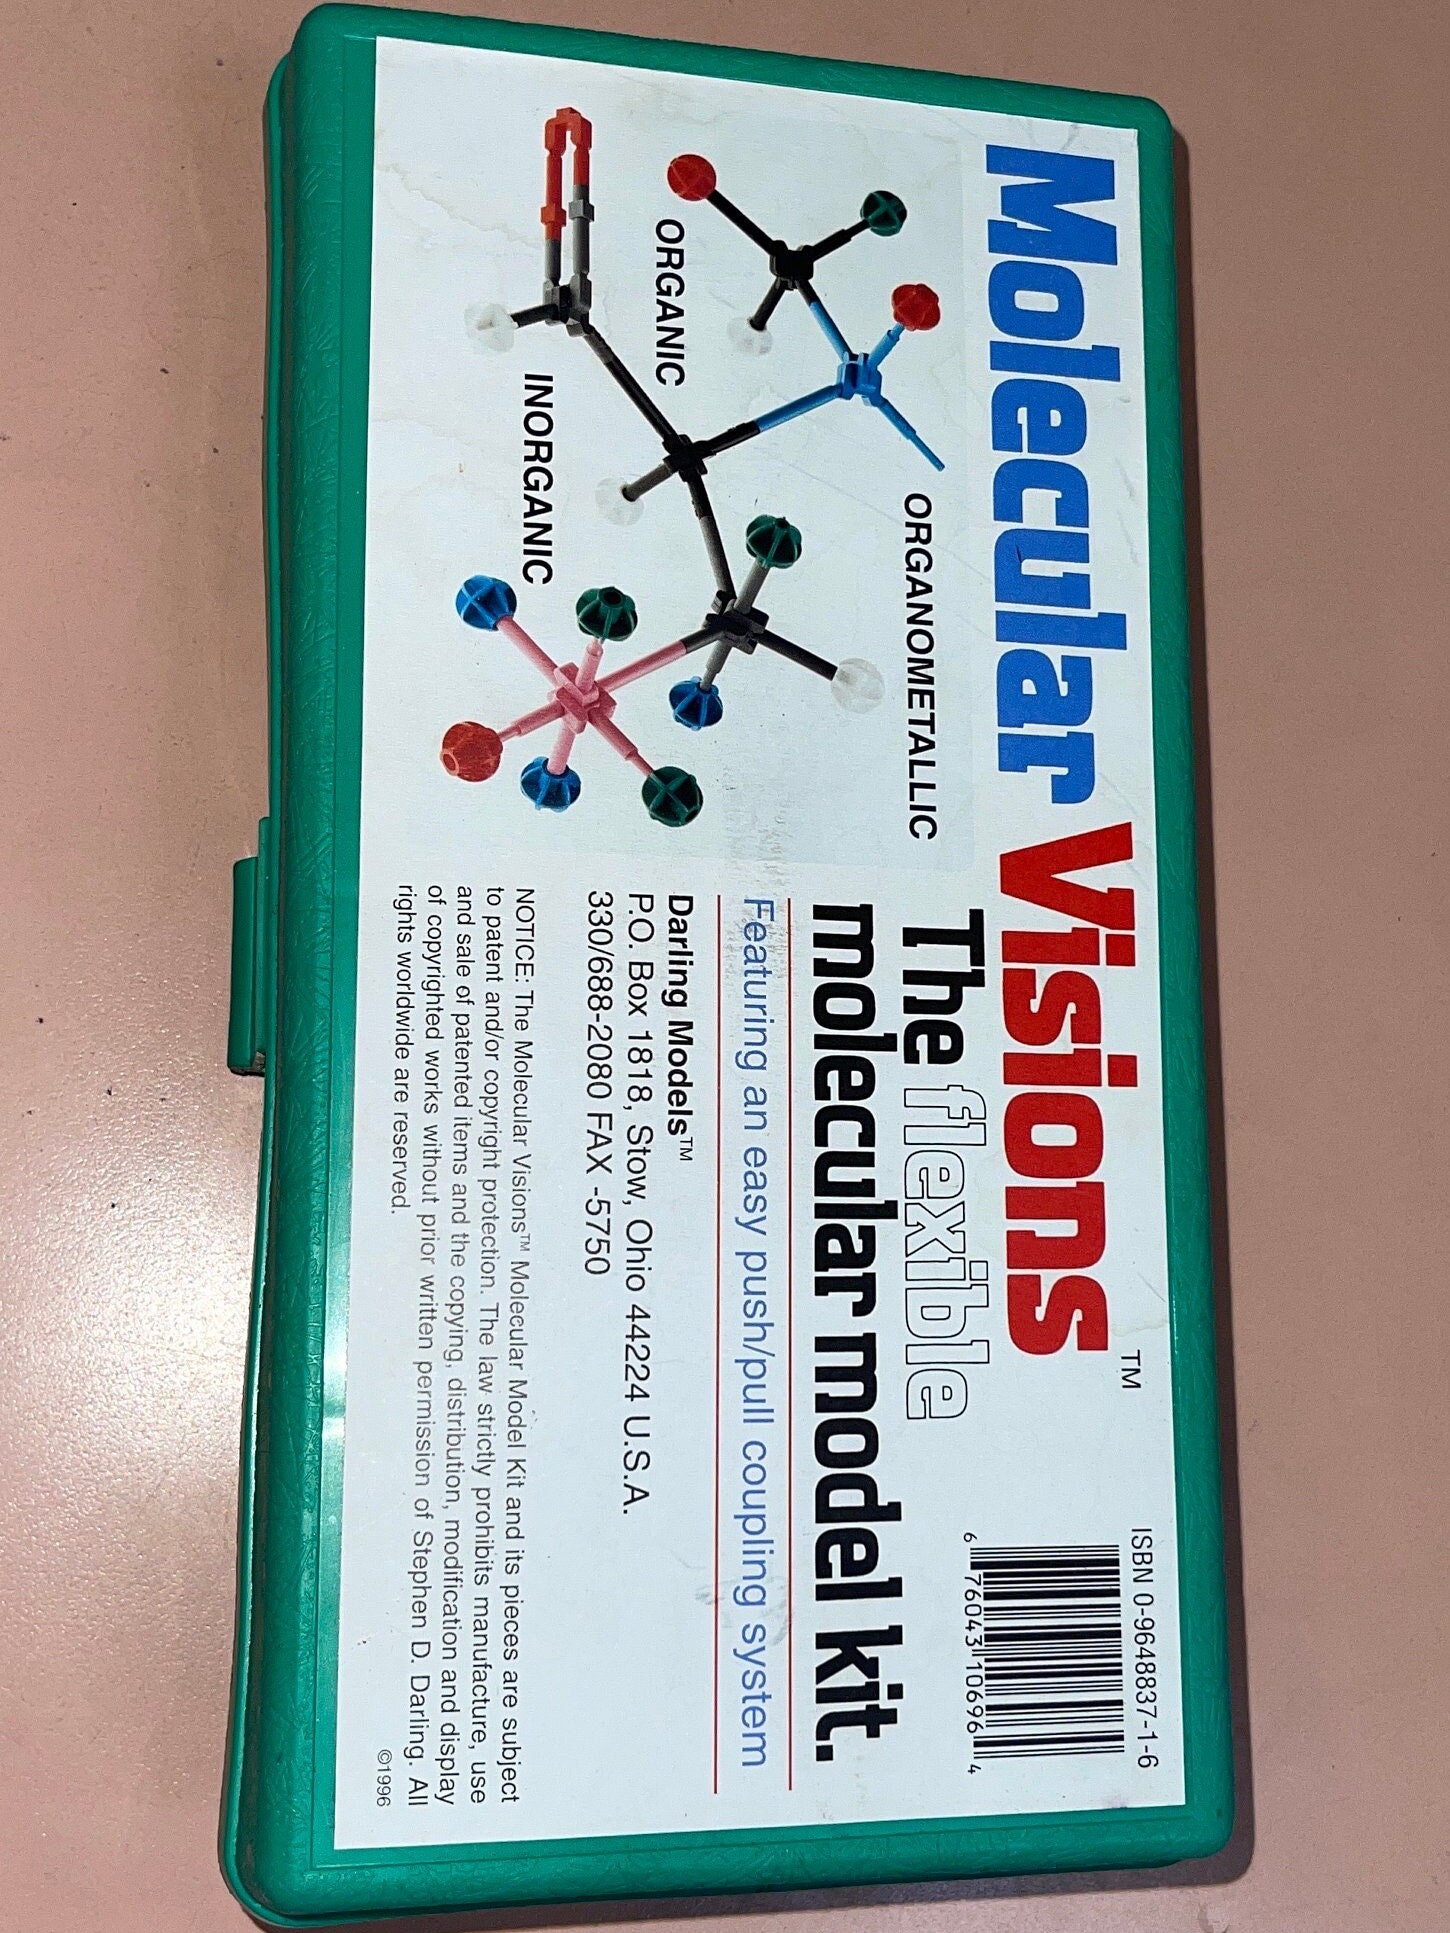 Molecular Visions™
ISBN 0-9648837-1-6
6 76043 10696 4
The flexible
molecular model kit.
Featuring an easy push/pull coupling system
ORGANOMETALLIC
ORGANIC
INORGANIC
Darling Models™
P.O. Box 1818, Stow, Ohio 44224 U.S.A.
330/688-2080 FAX -5750
NOTICE: The Molecular Visions™ Molecular Model Kit and its pieces are subject
to patent and/or copyright protection. The law strictly prohibits manufacture, use
and sale of patented items and the copying, distribution, modification and display
of copyrighted works without prior written permission of Stephen D. Darling. All
rights worldwide are reserved.
©1996